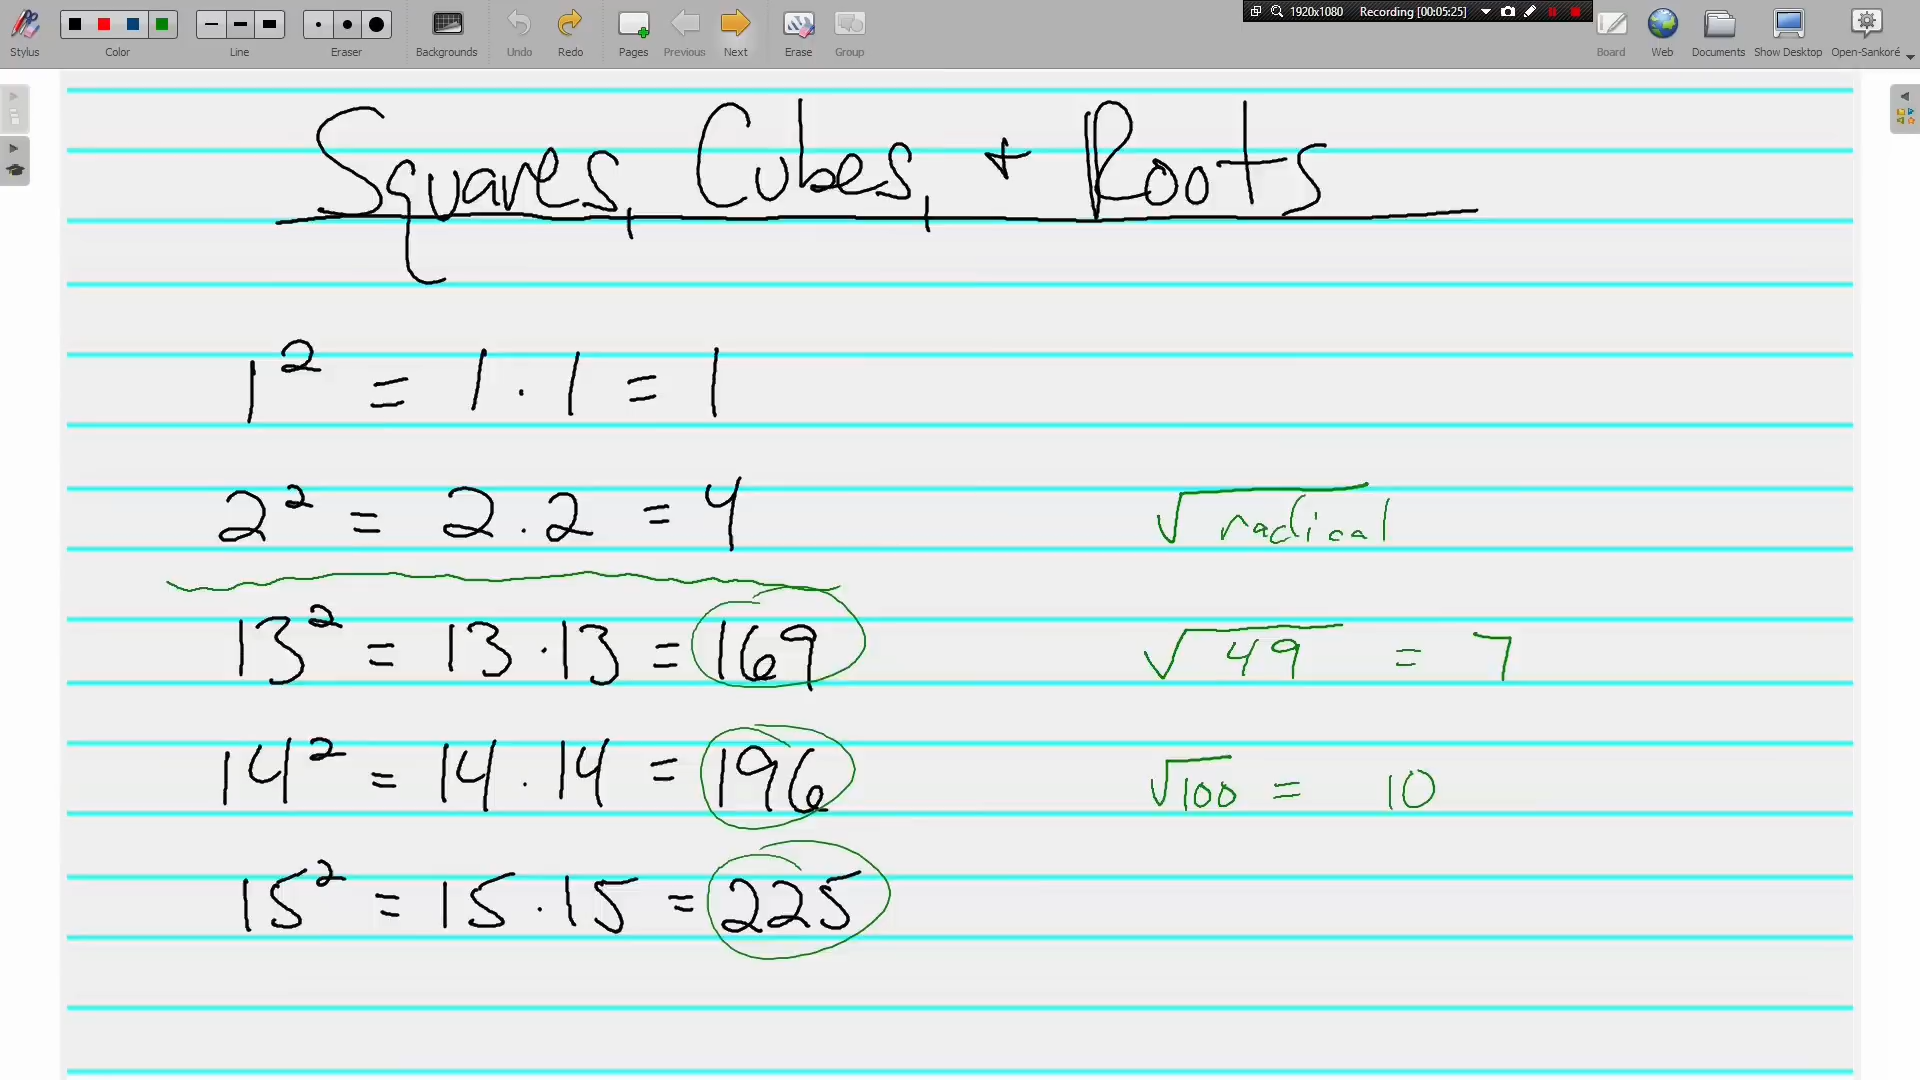 1920x1080 Recording [00:05:25]
Stylus Color Line Eraser Backgrounds Undo Redo Pages Previous Next Erase Group Board Web Documents Show Desktop Open-Sankoré
Squares, Cubes, + Roots
1² = 1 · 1 = 1
2² = 2 · 2 = 4
√radical
13² = 13 · 13 = 169
√49 = 7
14² = 14 · 14 = 196
√100 = 10
15² = 15 · 15 = 225